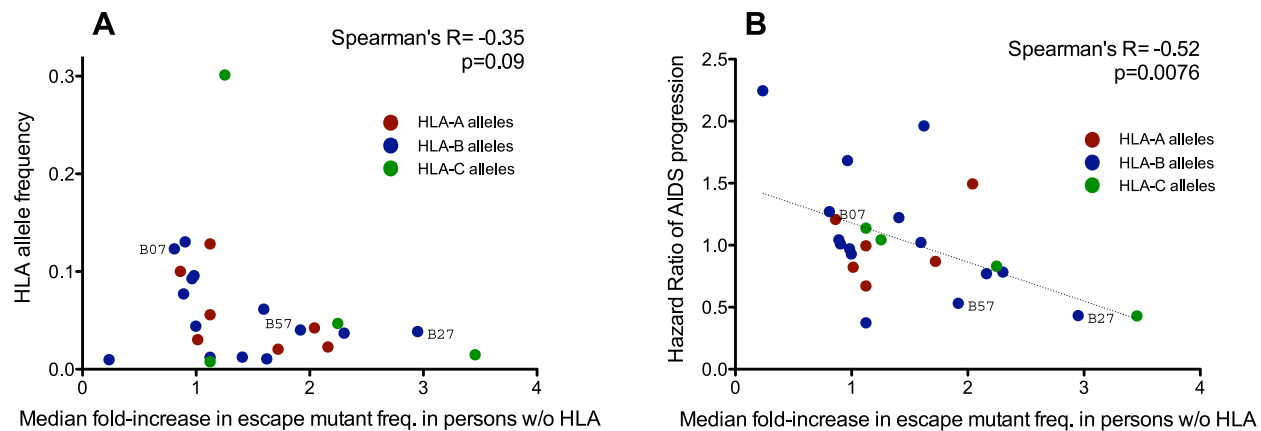 A
Spearman's R= -0.35
p=0.09
HLA allele frequency
0.3
0.2
0.1
0.0
HLA-A alleles
HLA-B alleles
HLA-C alleles
B07
B57
B27
0 1 2 3 4
Median fold-increase in escape mutant freq. in persons w/o HLA
B
Spearman's R= -0.52
p=0.0076
Hazard Ratio of AIDS progression
2.5
2.0
1.5
1.0
0.5
0.0
HLA-A alleles
HLA-B alleles
HLA-C alleles
B07
B57
B27
0 1 2 3 4
Median fold-increase in escape mutant freq. in persons w/o HLA